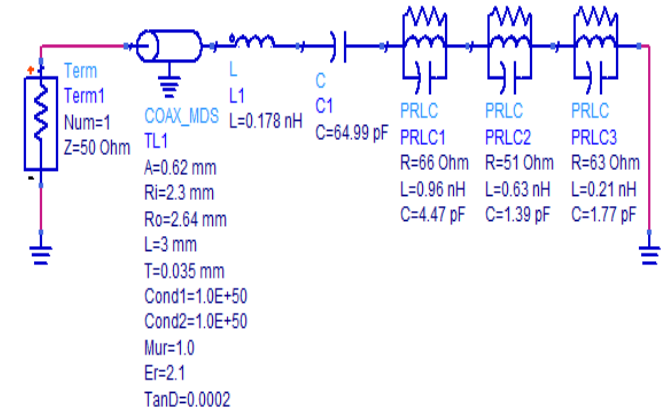 +
Term
Term1
Num=1
Z=50 Ohm
-
COAX_MDS
TL1
A=0.62 mm
Ri=2.3 mm
Ro=2.64 mm
L=3 mm
T=0.035 mm
Cond1=1.0E+50
Cond2=1.0E+50
Mur=1.0
Er=2.1
TanD=0.0002
L
L1
L=0.178 nH
C
C1
C=64.99 pF
PRLC
PRLC1
R=66 Ohm
L=0.96 nH
C=4.47 pF
PRLC
PRLC2
R=51 Ohm
L=0.63 nH
C=1.39 pF
PRLC
PRLC3
R=63 Ohm
L=0.21 nH
C=1.77 pF